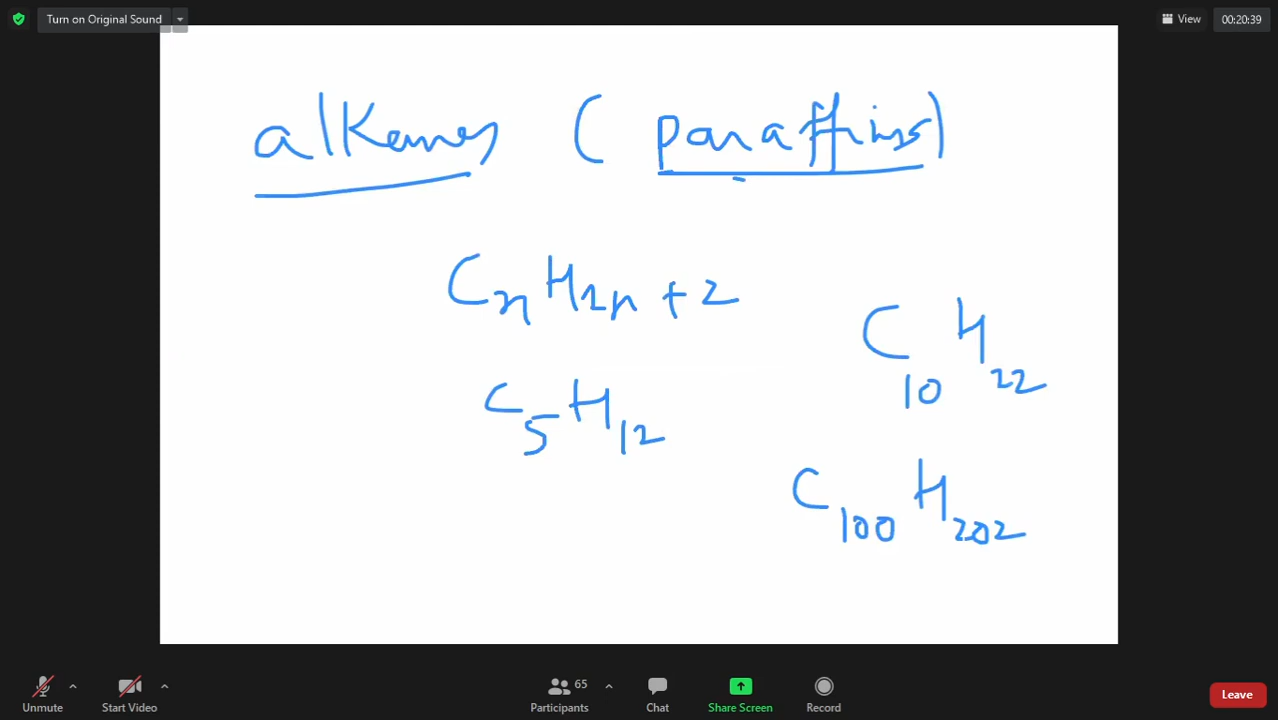 Turn on Original Sound
View
00:20:39
alkanes (paraffins)
CnH2n+2
C10H22
C5H12
C100H202
Unmute
Start Video
65
Participants
Chat
Share Screen
Record
Leave